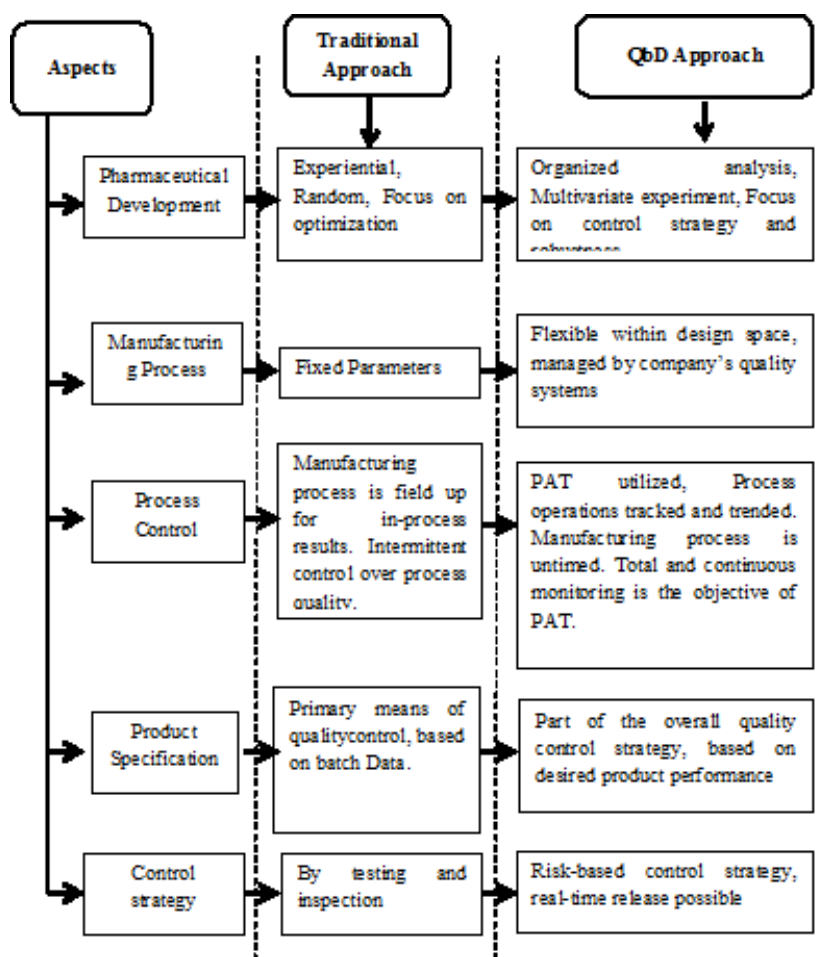 Aspects
Traditional
Approach
QbD Approach
Pharmaceutical
Development
Experiential,
Random, Focus on
optimization
Organized analysis,
Multivariate experiment, Focus
on control strategy and
robustness
Manufacturin
g Process
Fixed Parameters
Flexible within design space,
managed by company's quality
systems
Process
Control
Manufacturing
process is field up
for in-process
results. Intermittent
control over process
quality.
PAT utilized, Process
operations tracked and trended.
Manufacturing process is
untimed. Total and continuous
monitoring is the objective of
PAT.
Product
Specification
Primary means of
qualitycontrol, based
on batch Data.
Part of the overall quality
control strategy, based on
desired product performance
Control
strategy
By testing and
inspection
Risk-based control strategy,
real-time release possible